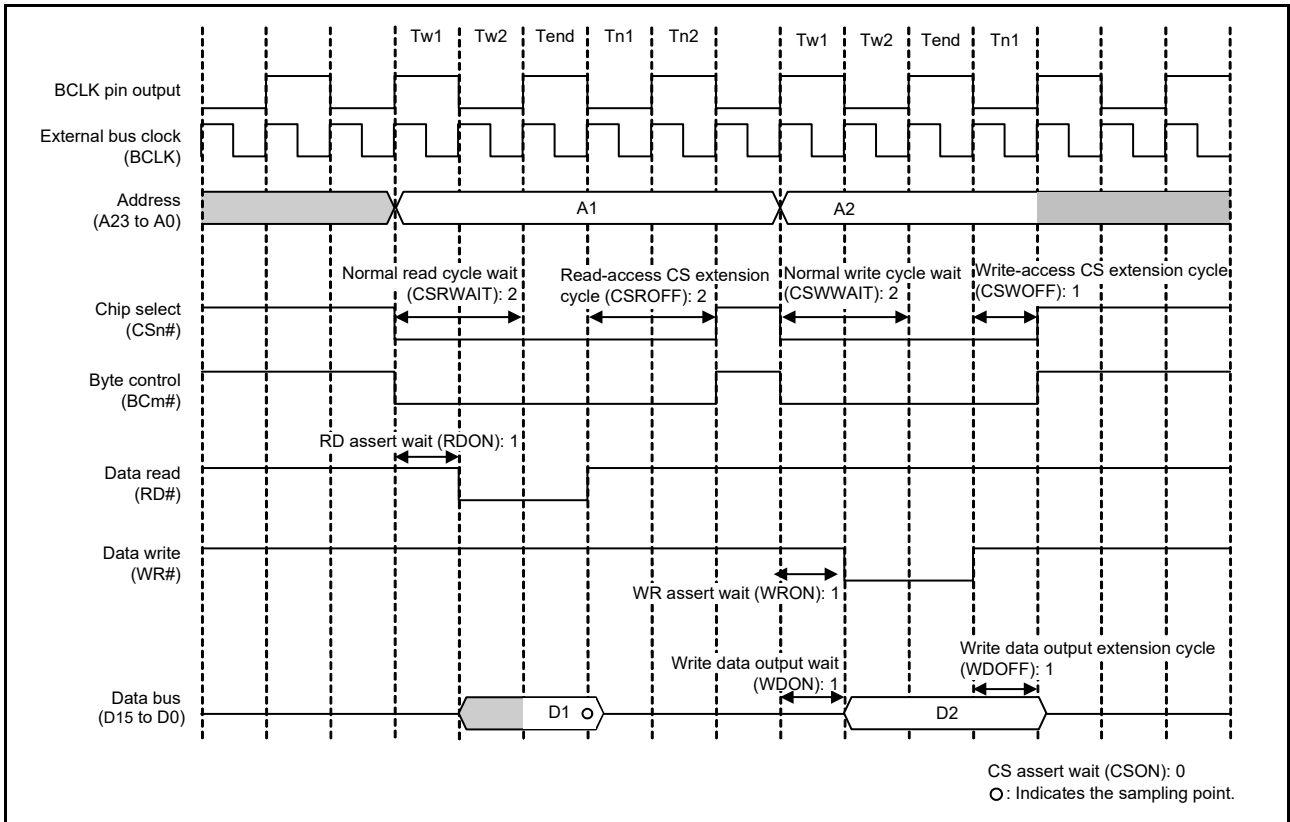 Tw1 Tw2 Tend Tn1 Tn2 Tw1 Tw2 Tend Tn1
BCLK pin output
External bus clock
(BCLK)
Address
(A23 to A0)
A1 A2
Normal read cycle wait
(CSRWAIT): 2
Read-access CS extension
cycle (CSROFF): 2
Normal write cycle wait
(CSWWAIT): 2
Write-access CS extension cycle
(CSWOFF): 1
Chip select
(CSn#)
Byte control
(BCm#)
RD assert wait (RDON): 1
Data read
(RD#)
Data write
(WR#)
WR assert wait (WRON): 1
Write data output wait
(WDON): 1
Write data output extension cycle
(WDOFF): 1
Data bus
(D15 to D0)
D1 D2
CS assert wait (CSON): 0
: Indicates the sampling point.